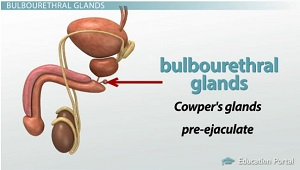 BULBOURETHRAL GLANDS
bulbourethral
glands
Cowper's glands
pre-ejaculate
Education Portal